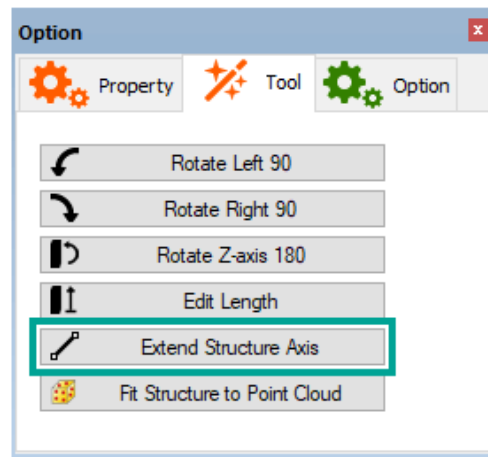 Option
Property
Tool
Option
Rotate Left 90
Rotate Right 90
Rotate Z-axis 180
Edit Length
Extend Structure Axis
Fit Structure to Point Cloud